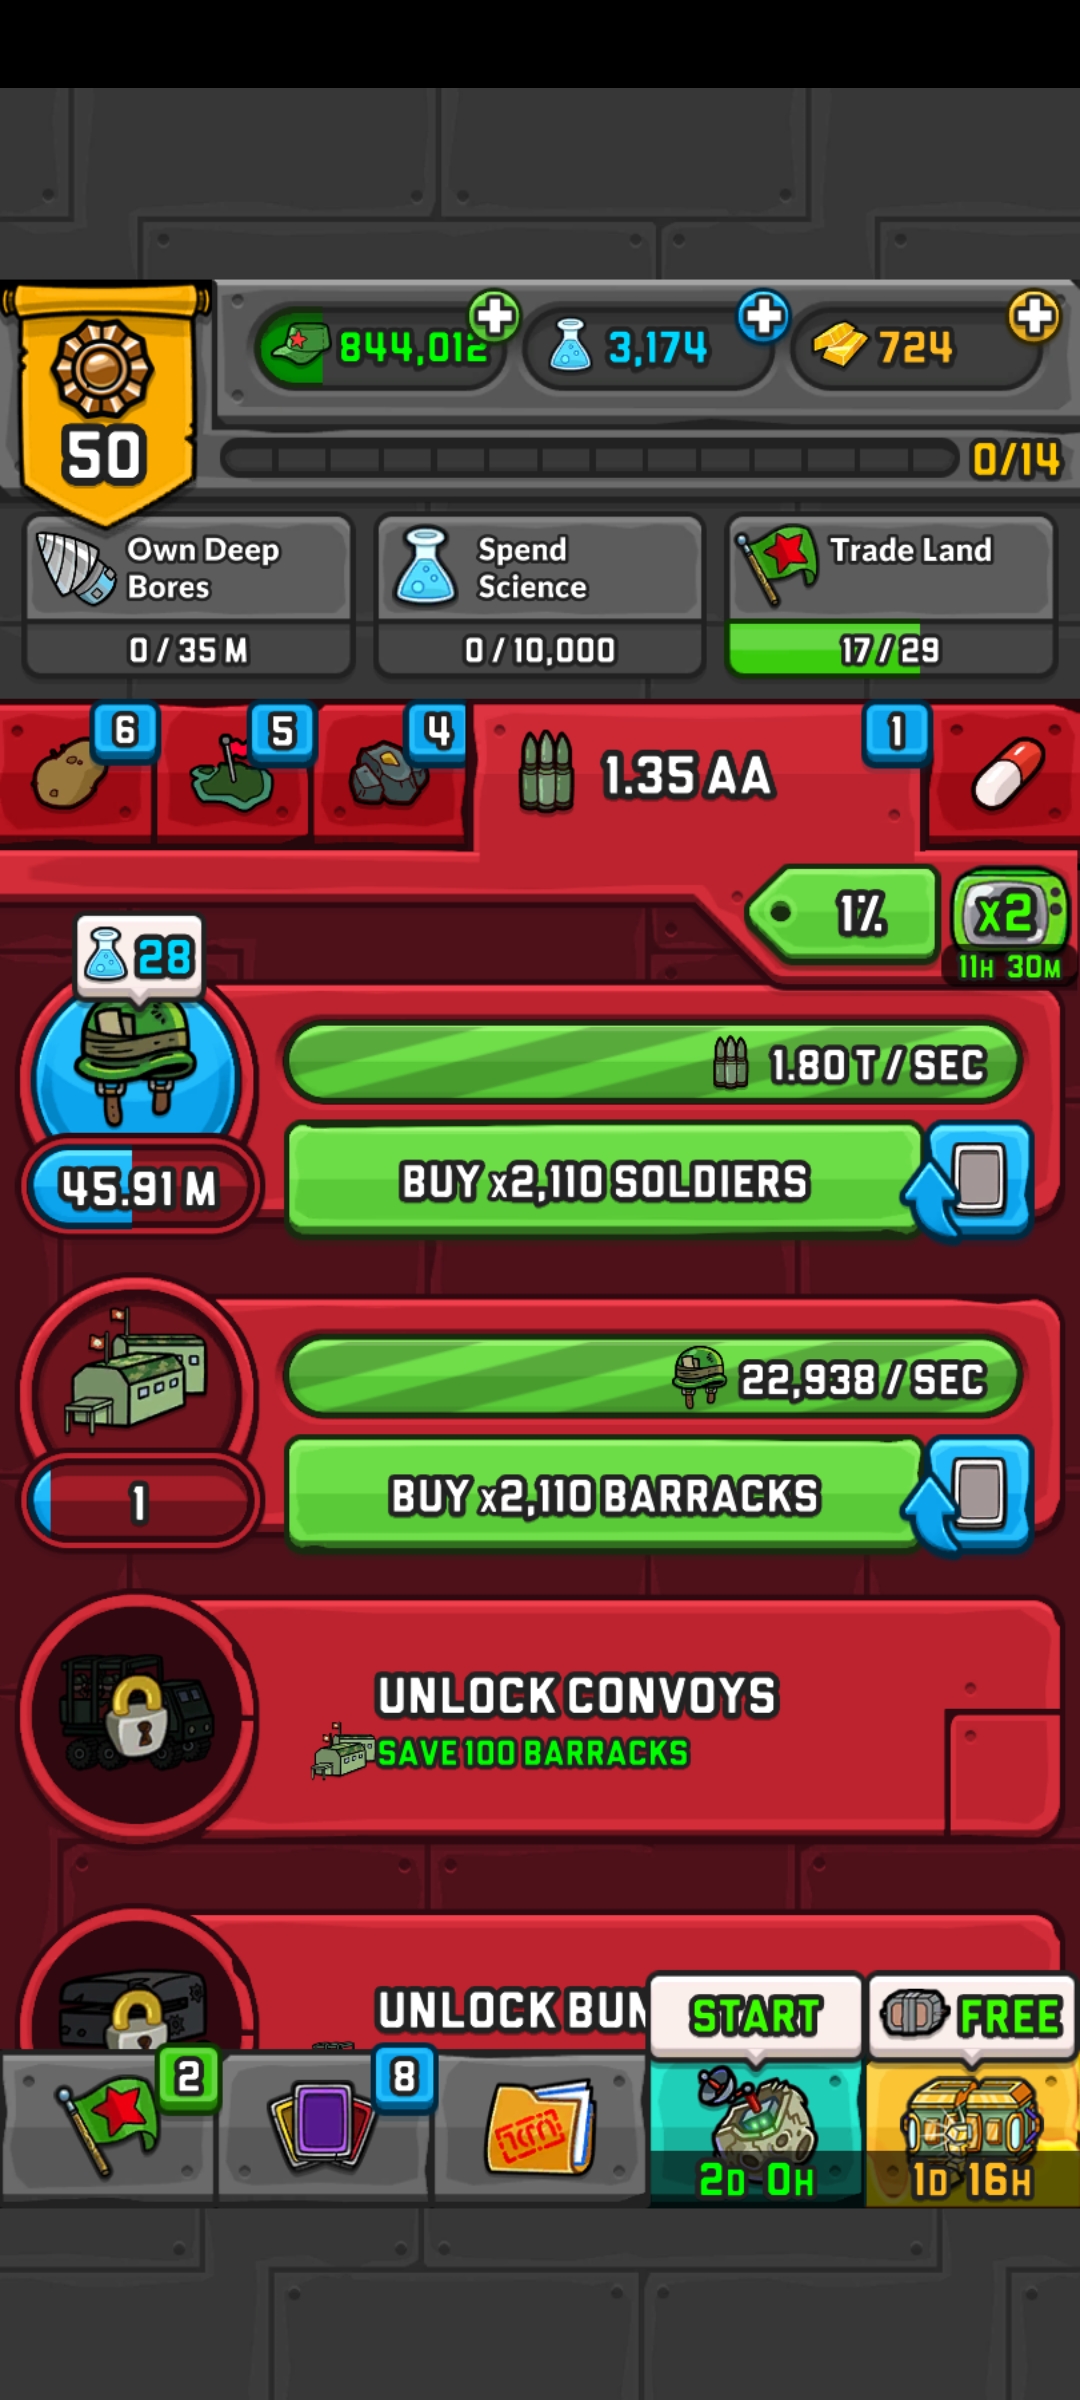 844,012
3,174
724
50
0/14
Own Deep
Bores
0 / 35 M
Spend
Science
0 / 10,000
Trade Land
17 / 29
6
5
4
1.35 AA
1
1%
x2
11H 30M
28
1.80 T / SEC
45.91 M
BUY x2,110 SOLDIERS
22,938 / SEC
1
BUY x2,110 BARRACKS
UNLOCK CONVOYS
SAVE 100 BARRACKS
UNLOCK BUN
START
FREE
2
8
2D 0H
1D 16H